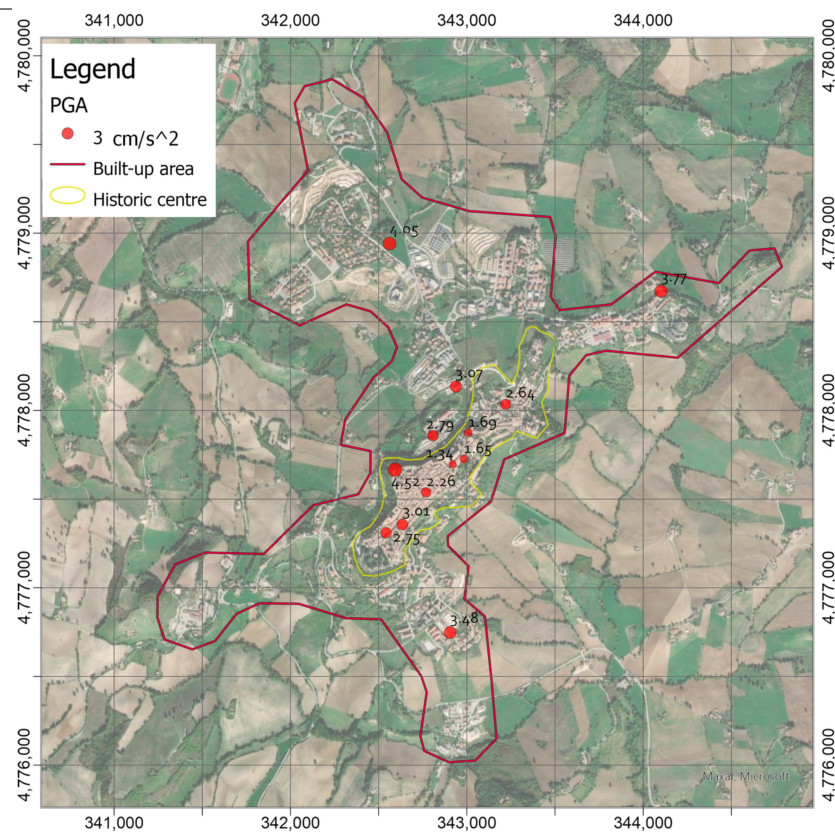 341,000 342,000 343,000 344,000
4,780,000 4,780,000
Legend
PGA
3 cm/s^2
Built-up area
Historic centre
4,779,000 4,779,000
4.05
3.77
3.07
2.64
4,778,000 4,778,000
2.79 1.69
1.34 1.65
4.52 2.26
3.01
2.75
4,777,000 4,777,000
3.48
4,776,000 4,776,000
Maxar, Microsoft
341,000 342,000 343,000 344,000